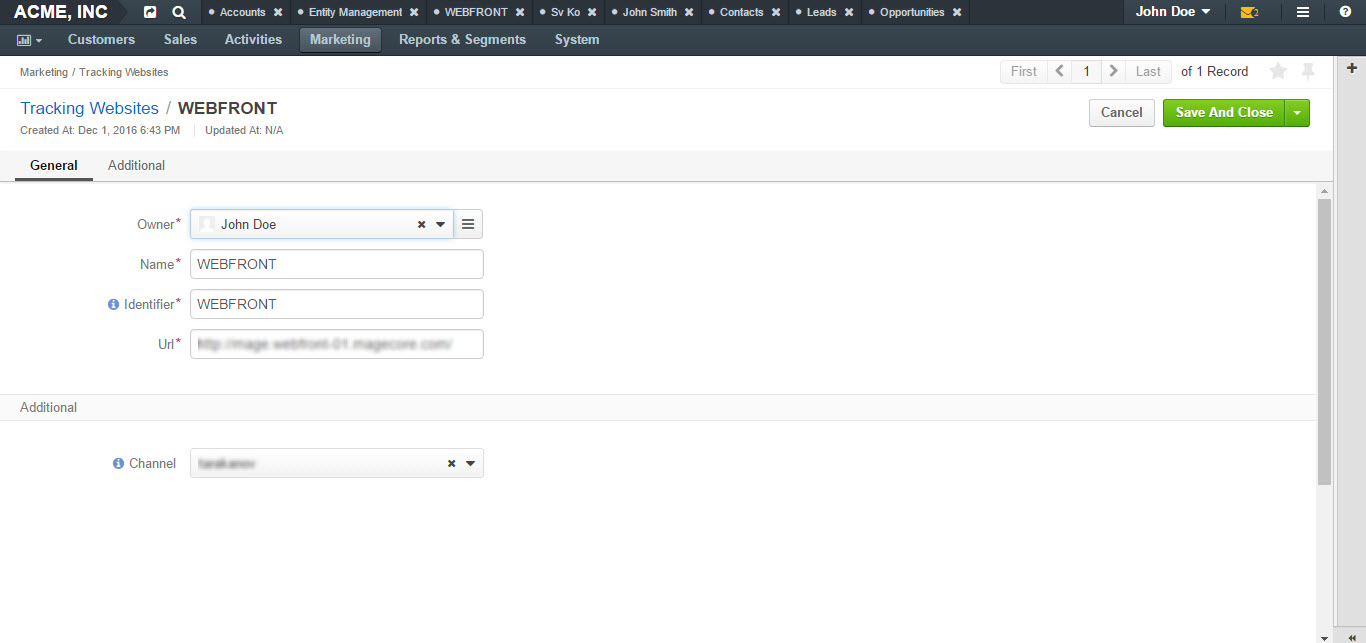 ACME, INC Accounts Entity Management WEBFRONT Sv Ko John Smith Contacts Leads Opportunities John Doe 2
Customers Sales Activities Marketing Reports & Segments System
Marketing / Tracking Websites First 1 Last of 1 Record
Tracking Websites / WEBFRONT Cancel Save And Close
Created At: Dec 1, 2016 6:43 PM Updated At: N/A
General Additional
Owner* John Doe
Name* WEBFRONT
Identifier* WEBFRONT
Url*
Additional
Channel